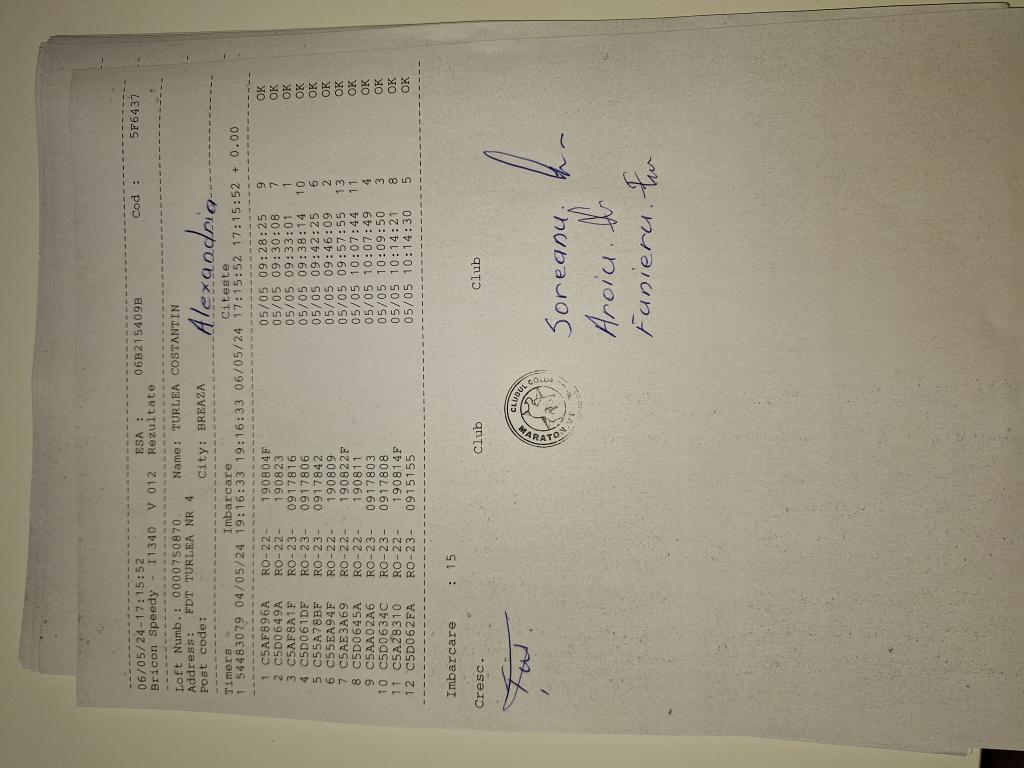 06/05/24-17:15:52 ESA : 06B215409B Cod : 5F6437
Bricon Speedy - I1340 V 012 Rezultate
Loft Numb.: 0000750870 Name: TURLEA COSTANTIN
Address: FDT TURLEA NR 4
Post code: City: BREAZA Alexandria
Timers Imbarcare Citeste
1 54483079 04/05/24 19:16:33 19:16:33 06/05/24 17:15:52 17:15:52 + 0.00
1 C5AF896A RO-22- 190804F 05/05 09:28:25 9 OK
2 C5D0649A RO-22- 190823 05/05 09:30:08 7 OK
3 C5AF8A1F RO-23- 0917816 05/05 09:33:01 1 OK
4 C5D061DF RO-23- 0917806 05/05 09:38:14 10 OK
5 C55A78BF RO-23- 0917842 05/05 09:42:25 6 OK
6 C55EA94F RO-22- 190809 05/05 09:46:09 2 OK
7 C5AE3A69 RO-22- 190822F 05/05 09:57:55 13 OK
8 C5D0645A RO-22- 190811 05/05 10:07:44 11 OK
9 C5AA02A6 RO-23- 0917803 05/05 10:07:49 4 OK
10 C5D0634C RO-23- 0917808 05/05 10:09:50 3 OK
11 C5A28310 RO-22- 190814F 05/05 10:14:21 8 OK
12 C5D062FA RO-23- 0915155 05/05 10:14:30 5 OK
Imbarcare : 15
Cresc. Club Club
CLUBUL
MARATON
Soreanu.
Aroiu.
Funieru.